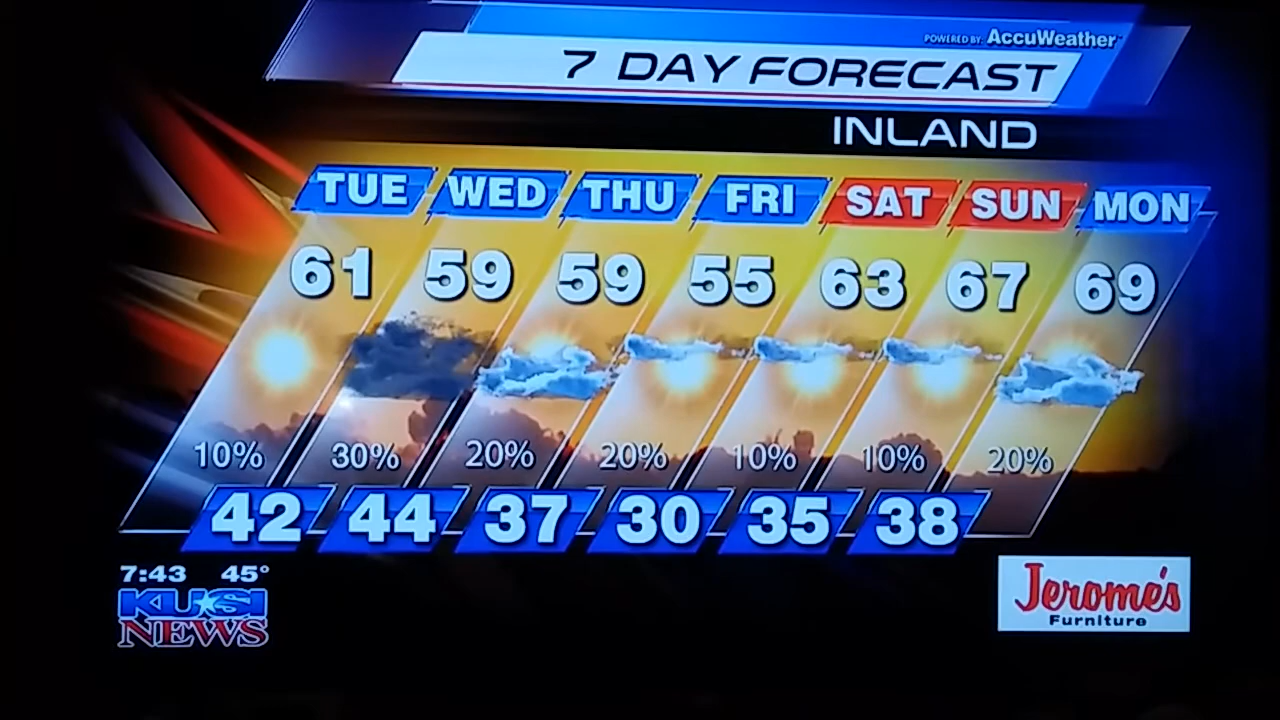 POWERED BY: AccuWeather
7 DAY FORECAST
INLAND
TUE WED THU FRI SAT SUN MON
61 59 59 55 63 67 69
10% 30% 20% 20% 10% 10% 20%
42 44 37 30 35 38
7:43 45°
KUSI
NEWS
Jerome's
Furniture